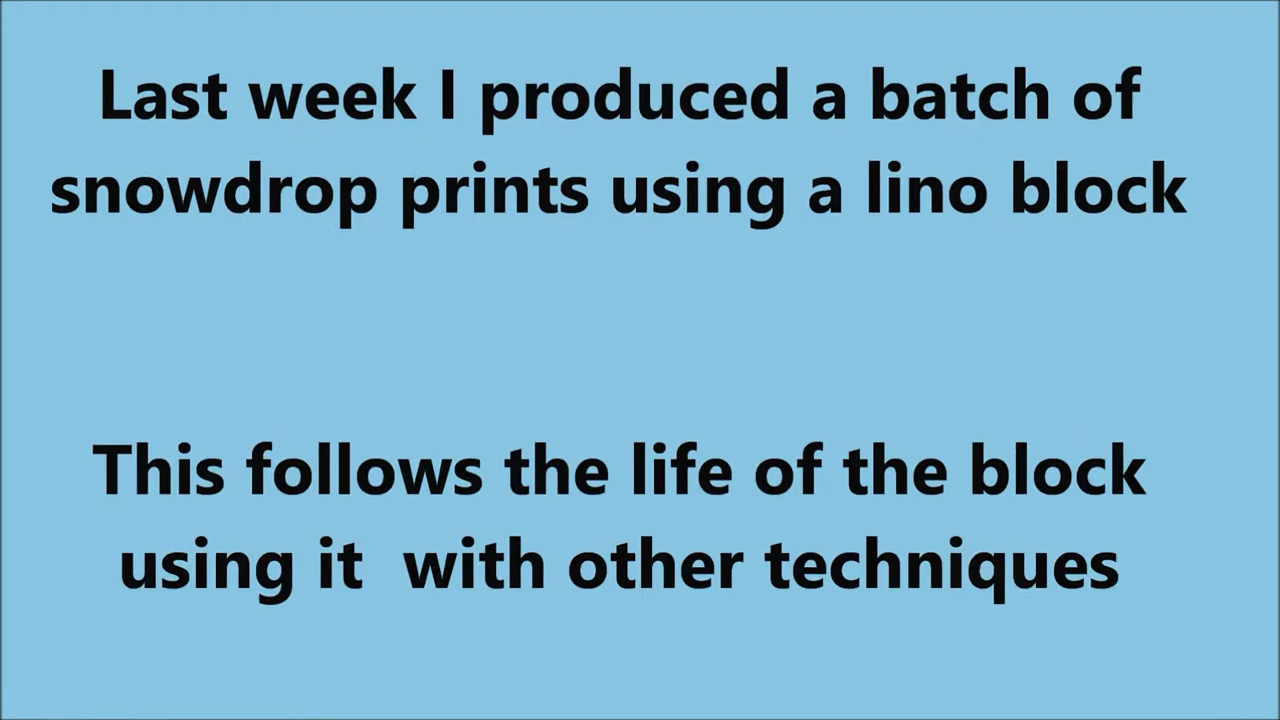 Last week I produced a batch of
snowdrop prints using a lino block
This follows the life of the block
using it  with other techniques